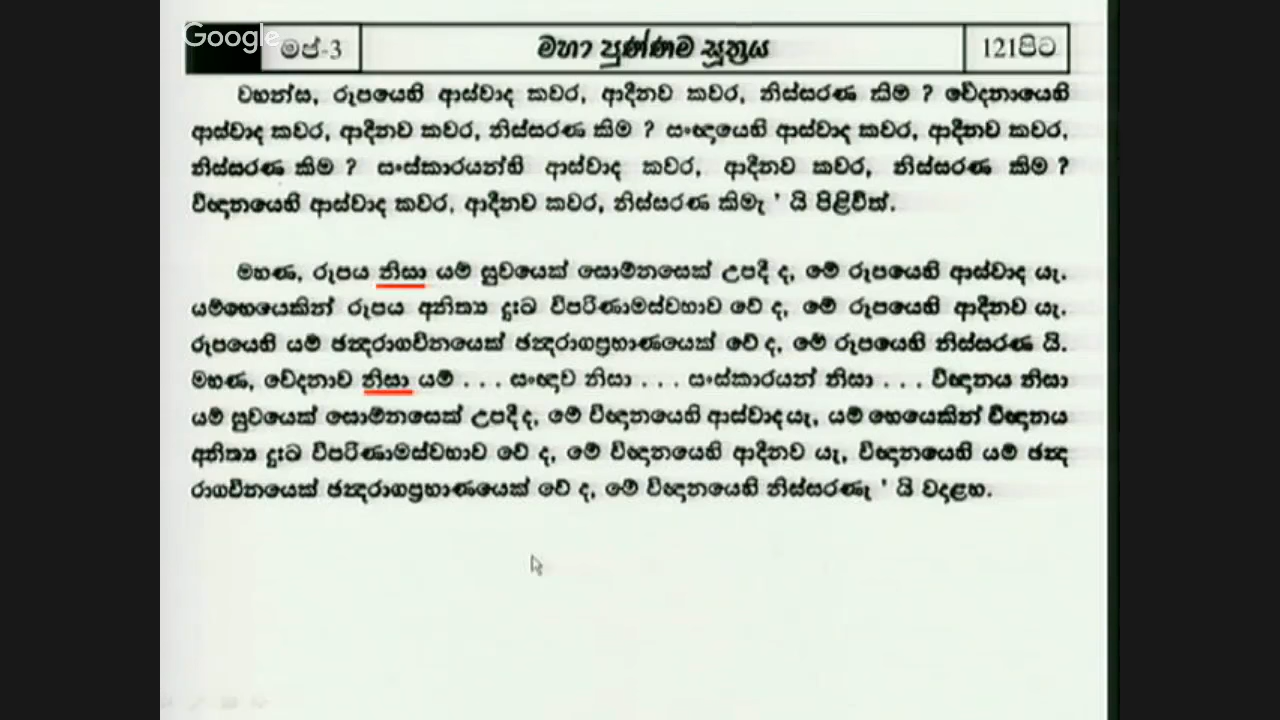 Google
මජ්-3 මහා පුණ්ණම සූත්‍රය 121පිට
වහන්ස, රූපයෙහි ආස්වාද කවර, ආදීනව කවර, නිස්සරණ කිම ? වේදනායෙහි
ආස්වාද කවර, ආදීනව කවර, නිස්සරණ කිම ? සංඥායෙහි ආස්වාද කවර, ආදීනව කවර,
නිස්සරණ කිම ? සංස්කාරයන්හි ආස්වාද කවර, ආදීනව කවර, නිස්සරණ කිම ?
විඥානයෙහි ආස්වාද කවර, ආදීනව කවර, නිස්සරණ කිමැ ' යි පිළිවිත්.
මහණ, රූපය නිසා යම් සුවයෙක් සොම්නසෙක් උපදී ද, මේ රූපයෙහි ආස්වාද යැ.
යම්හෙයෙකින් රූපය අනිත්‍ය දුඃඛ විපරිණාමස්වභාව වේ ද, මේ රූපයෙහි ආදීනව යැ.
රූපයෙහි යම් ඡන්‍දරාගවිනයෙක් ඡන්‍දරාගප්‍රහාණයෙක් වේ ද, මේ රූපයෙහි නිස්සරණ යි.
මහණ, වේදනාව නිසා යම් . . . සංඥාව නිසා . . . සංස්කාරයන් නිසා . . . විඥානය නිසා
යම් සුවයෙක් සොම්නසෙක් උපදීද, මේ විඥානයෙහි ආස්වාදයැ, යම් හෙයෙකින් විඥානය
අනිත්‍ය දුඃඛ විපරිණාමස්වභාව වේ ද, මේ විඥානයෙහි ආදීනව යැ, විඥානයෙහි යම් ඡන්‍ද
රාගවිනයෙක් ඡන්‍දරාගප්‍රහාණයෙක් වේ ද, මේ විඥානයෙහි නිස්සරණැ ' යි වදාළහ.